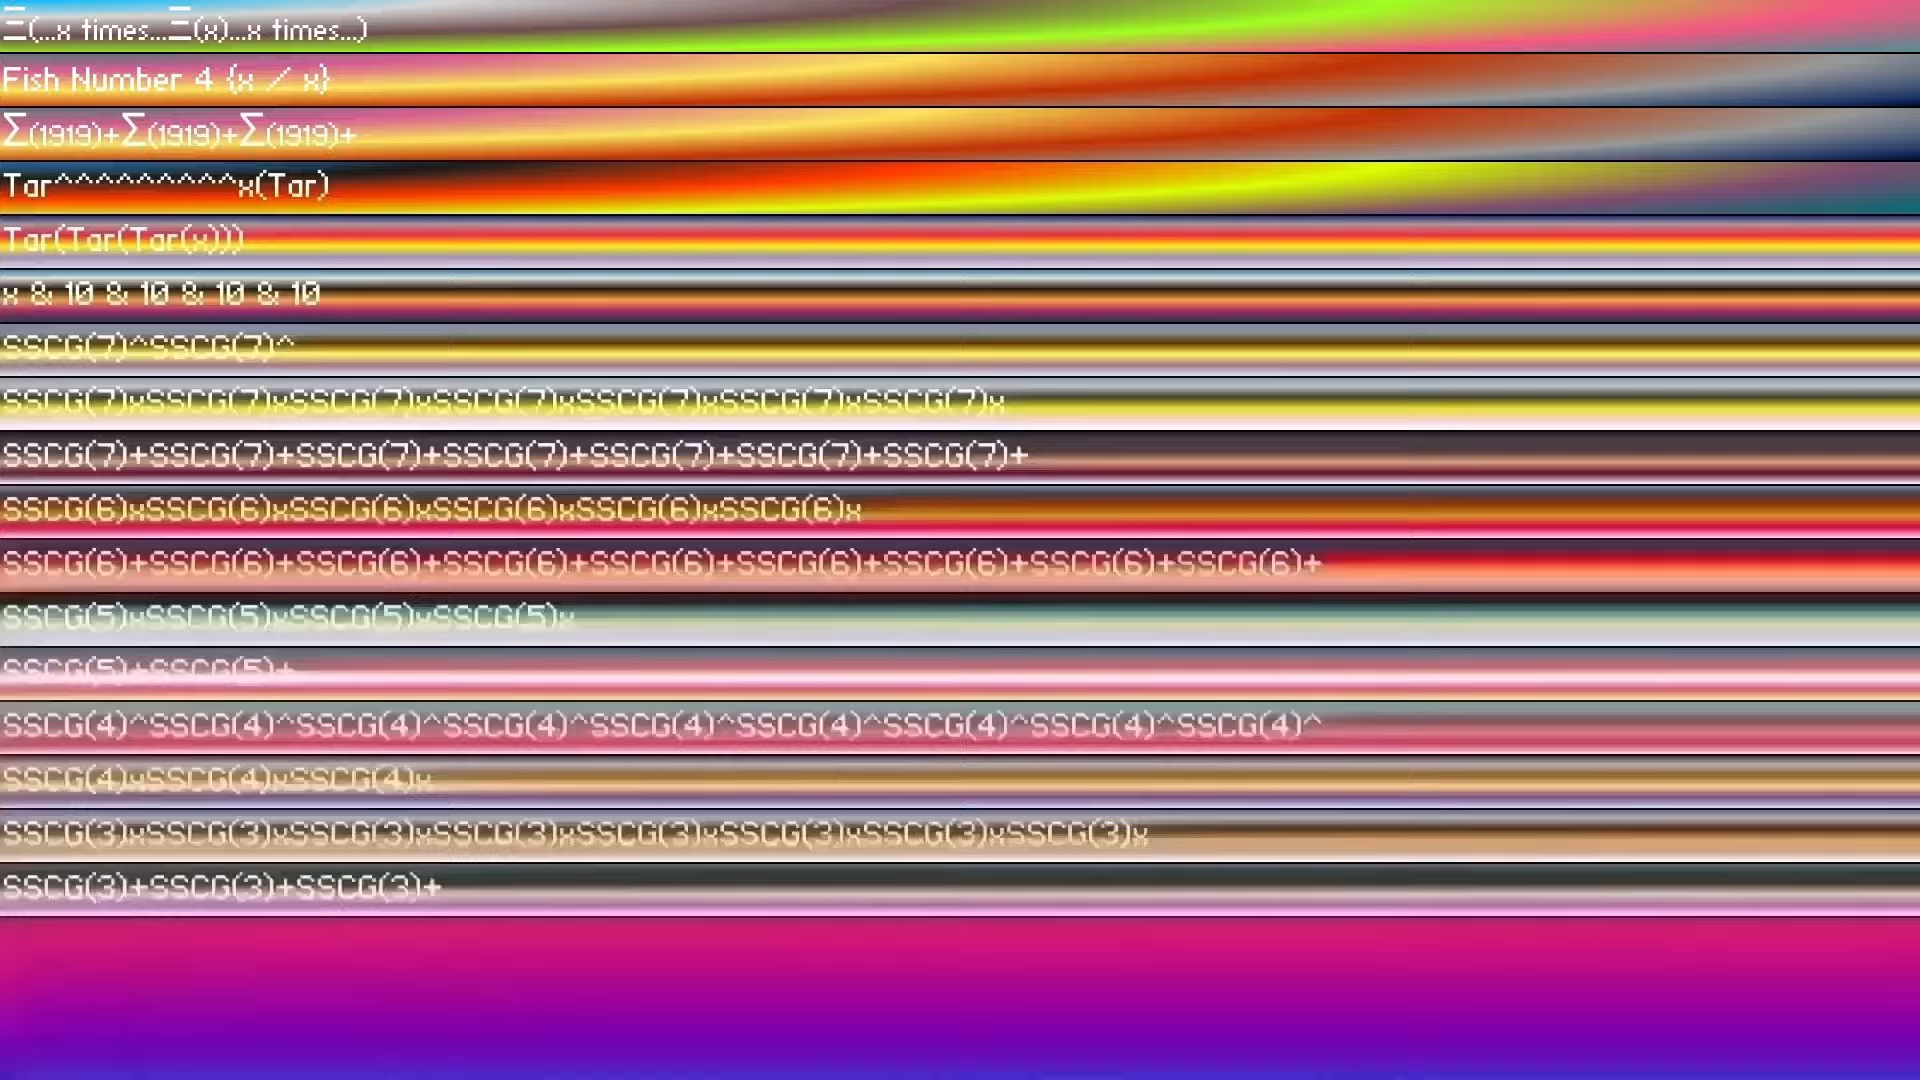 Ξ(...x times...Ξ(x)...x times...)
Fish Number 4 {x / x}
∑(1919)+∑(1919)+∑(1919)+
Tar^^^^^^^^^^x(Tar)
Tar(Tar(Tar(x)))
x & 10 & 10 & 10 & 10
SSCG(7)^SSCG(7)^
SSCG(7)xSSCG(7)xSSCG(7)xSSCG(7)xSSCG(7)xSSCG(7)xSSCG(7)x
SSCG(7)+SSCG(7)+SSCG(7)+SSCG(7)+SSCG(7)+SSCG(7)+SSCG(7)+
SSCG(6)xSSCG(6)xSSCG(6)xSSCG(6)xSSCG(6)xSSCG(6)x
SSCG(6)+SSCG(6)+SSCG(6)+SSCG(6)+SSCG(6)+SSCG(6)+SSCG(6)+SSCG(6)+SSCG(6)+
SSCG(5)xSSCG(5)xSSCG(5)xSSCG(5)x
SSCG(5)+SSCG(5)+
SSCG(4)^SSCG(4)^SSCG(4)^SSCG(4)^SSCG(4)^SSCG(4)^SSCG(4)^SSCG(4)^SSCG(4)^
SSCG(4)xSSCG(4)xSSCG(4)x
SSCG(3)xSSCG(3)xSSCG(3)xSSCG(3)xSSCG(3)xSSCG(3)xSSCG(3)xSSCG(3)x
SSCG(3)+SSCG(3)+SSCG(3)+